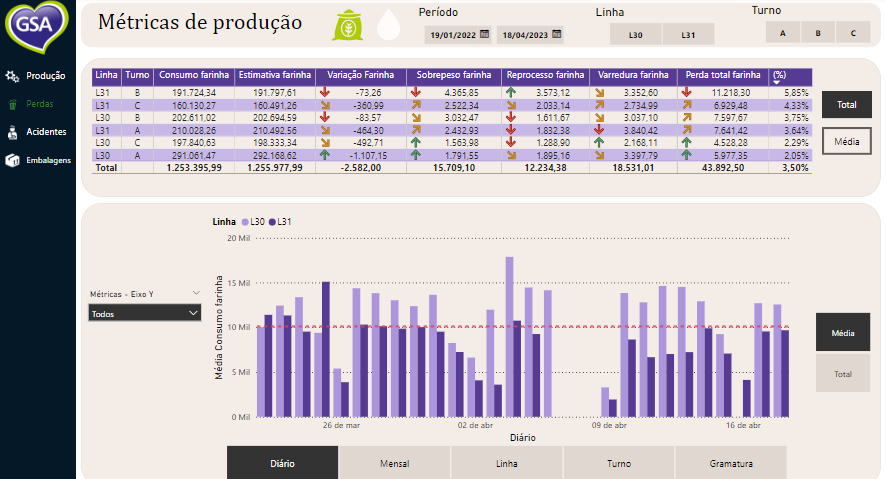 GSA
Métricas de produção
Período
19/01/2022 18/04/2023
Linha
L30 L31
Turno
A B C
Produção
Perdas
Acidentes
Embalagens
Linha Turno Consumo farinha Estimativa farinha Variação Farinha Sobrepeso farinha Reprocesso farinha Varredura farinha Perda total farinha (%)
L31 B 191.724,34 191.797,61 -73,26 4.365,85 3.573,12 3.352,60 11.218,30 5.85%
L31 C 160.130,27 160.491,26 -360,99 2.522,34 2.033,14 2.734,99 6.929,48 4.33%
L30 B 202.611,02 202.694,59 -83,57 3.032,47 1.611,67 3.037,10 7.597,67 3.75%
L31 A 210.028,26 210.492,56 -464,30 2.432,93 1.832,38 3.840,42 7.641,42 3.64%
L30 C 197.840,63 198.333,34 -492,71 1.563,98 1.288,90 2.168,11 4.528,28 2.29%
L30 A 291.061,47 292.168,62 -1.107,15 1.791,55 1.895,16 3.397,79 5.977,35 2.05%
Total 1.253.395,99 1.255.977,99 -2.582,00 15.709,10 12.234,38 18.531,01 43.892,50 3,50%
Total
Média
Linha L30 L31
Métricas - Eixo Y
Todos
Média Consumo farinha
20 Mil
15 Mil
10 Mil
5 Mil
0 Mil
26 de mar 02 de abr 09 de abr 16 de abr
Diário
Média
Total
Diário Mensal Linha Turno Gramatura